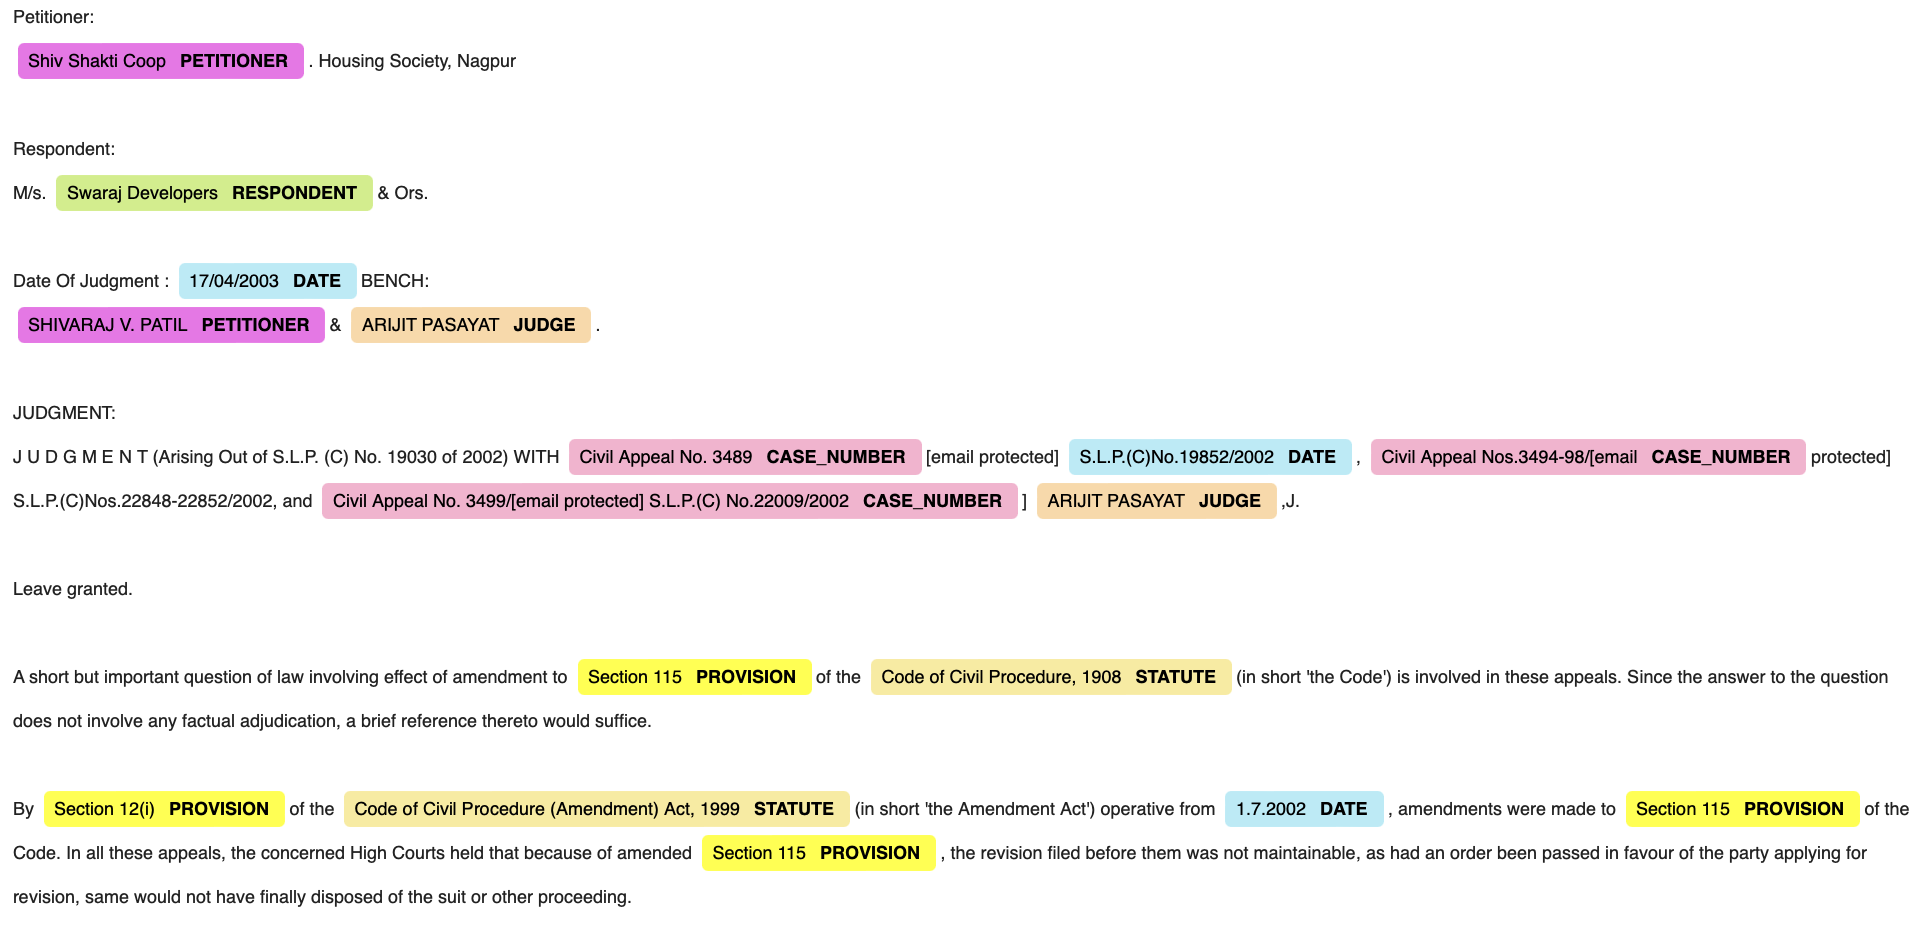 Petitioner:
Shiv Shakti Coop PETITIONER . Housing Society, Nagpur
Respondent:
M/s. Swaraj Developers RESPONDENT & Ors.
Date Of Judgment : 17/04/2003 DATE BENCH:
SHIVARAJ V. PATIL PETITIONER & ARIJIT PASAYAT JUDGE .
JUDGMENT:
J U D G M E N T (Arising Out of S.L.P. (C) No. 19030 of 2002) WITH Civil Appeal No. 3489 CASE_NUMBER [email protected] S.L.P.(C)No.19852/2002 DATE , Civil Appeal Nos.3494-98/[email CASE_NUMBER protected]
S.L.P.(C)Nos.22848-22852/2002, and Civil Appeal No. 3499/[email protected] S.L.P.(C) No.22009/2002 CASE_NUMBER ] ARIJIT PASAYAT JUDGE ,J.
Leave granted.
A short but important question of law involving effect of amendment to Section 115 PROVISION of the Code of Civil Procedure, 1908 STATUTE (in short 'the Code') is involved in these appeals. Since the answer to the question
does not involve any factual adjudication, a brief reference thereto would suffice.
By Section 12(i) PROVISION of the Code of Civil Procedure (Amendment) Act, 1999 STATUTE (in short 'the Amendment Act') operative from 1.7.2002 DATE , amendments were made to Section 115 PROVISION of the
Code. In all these appeals, the concerned High Courts held that because of amended Section 115 PROVISION , the revision filed before them was not maintainable, as had an order been passed in favour of the party applying for
revision, same would not have finally disposed of the suit or other proceeding.